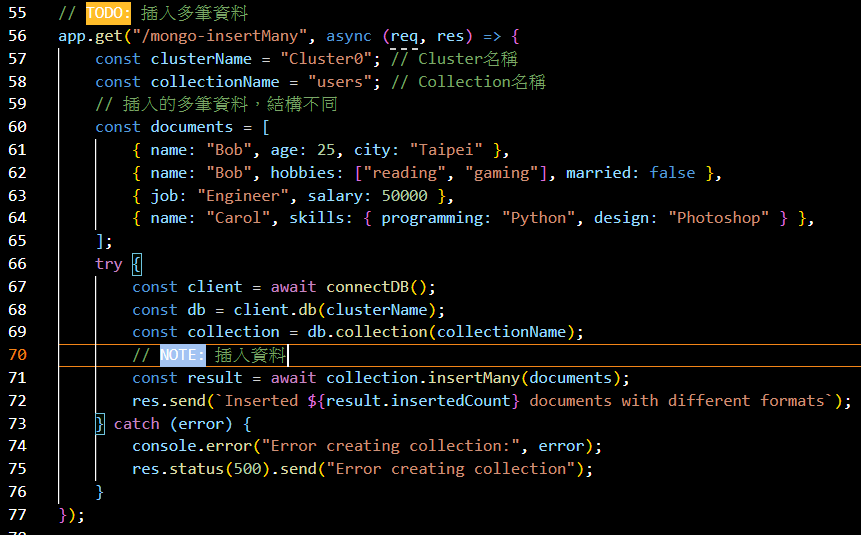 55 // TODO: 插入多筆資料
56 app.get("/mongo-insertMany", async (req, res) => {
57     const clusterName = "Cluster0"; // Cluster名稱
58     const collectionName = "users"; // Collection名稱
59     // 插入的多筆資料，結構不同
60     const documents = [
61         { name: "Bob", age: 25, city: "Taipei" },
62         { name: "Bob", hobbies: ["reading", "gaming"], married: false },
63         { job: "Engineer", salary: 50000 },
64         { name: "Carol", skills: { programming: "Python", design: "Photoshop" } },
65     ];
66     try {
67         const client = await connectDB();
68         const db = client.db(clusterName);
69         const collection = db.collection(collectionName);
70         // NOTE: 插入資料
71         const result = await collection.insertMany(documents);
72         res.send(`Inserted ${result.insertedCount} documents with different formats`);
73     } catch (error) {
74         console.error("Error creating collection:", error);
75         res.status(500).send("Error creating collection");
76     }
77 });